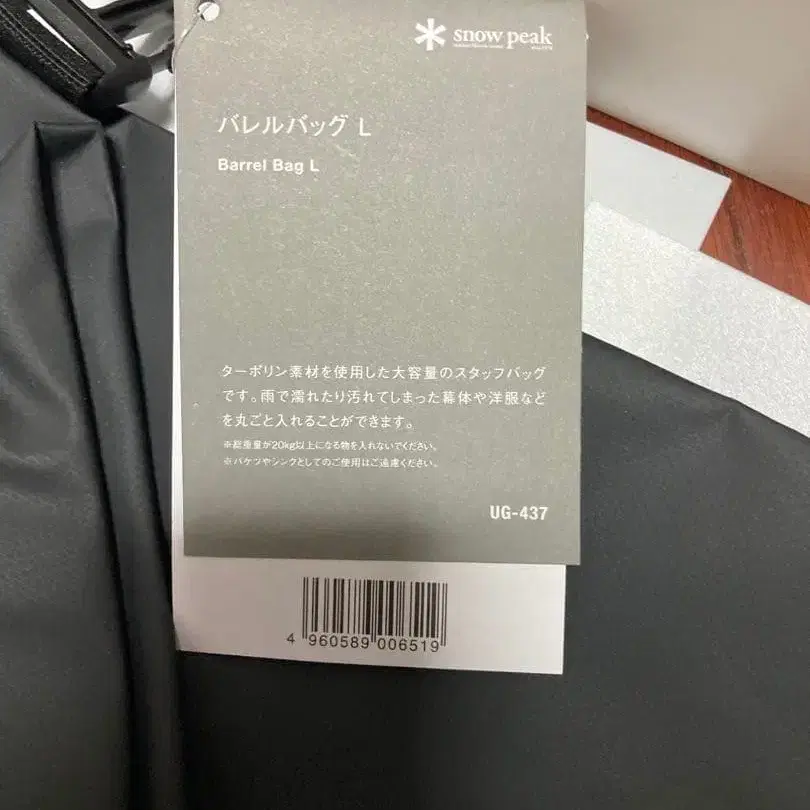 snow peak
バレルバッグ L
Barrel Bag L
ターポリン素材を使用した大容量のスタッフバッグ
です。雨で濡れたり汚れてしまった幕体や洋服など
を丸ごと入れることができます。
※総重量が20kg以上になる物を入れないでください。
※バケツやシンクとしてのご使用はご遠慮ください。
UG-437
4 960589 006519